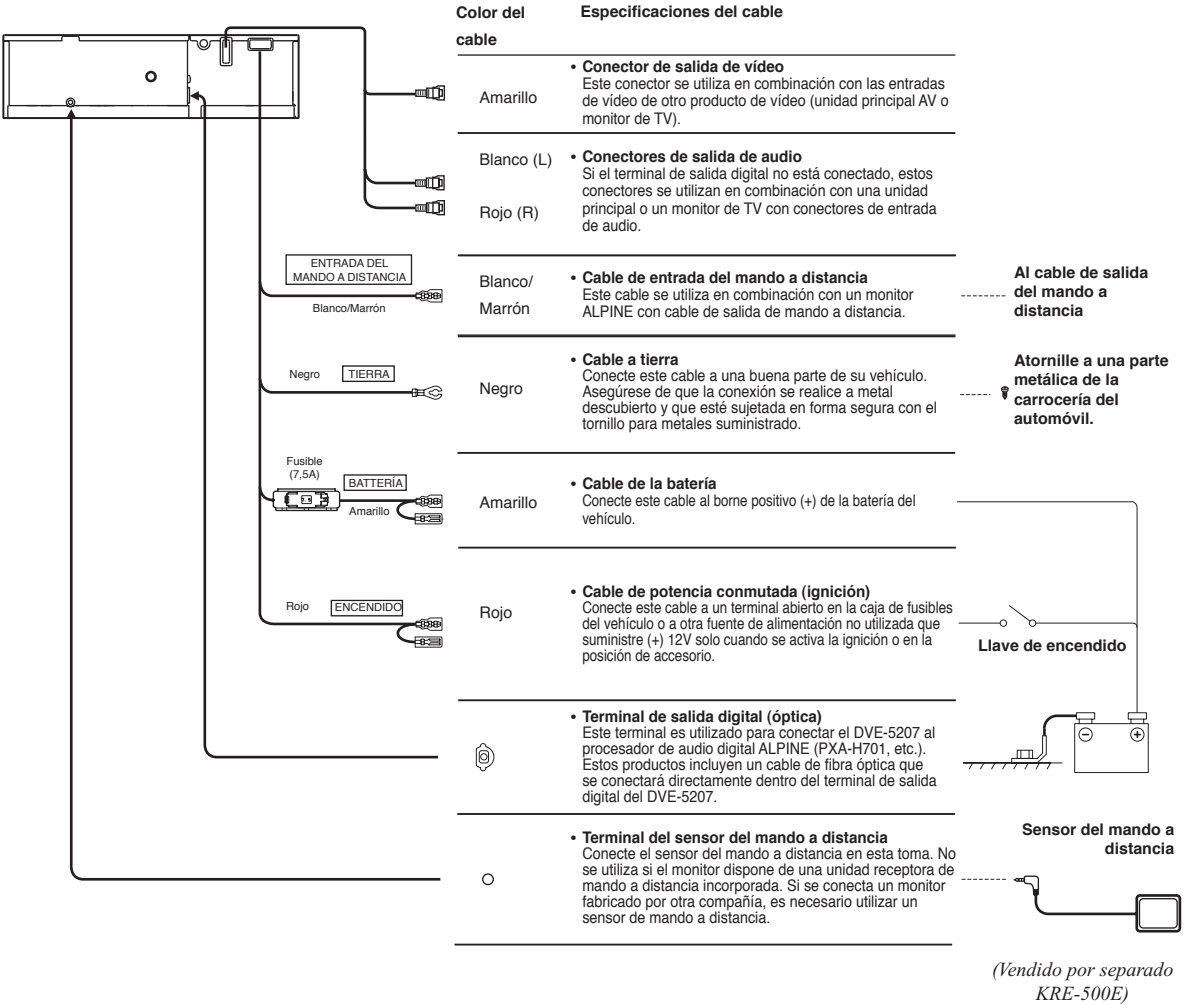 Color del
cable
Especificaciones del cable
Amarillo
• Conector de salida de vídeo
Este conector se utiliza en combinación con las entradas
de vídeo de otro producto de vídeo (unidad principal AV o
monitor de TV).
Blanco (L)
Rojo (R)
• Conectores de salida de audio
Si el terminal de salida digital no está conectado, estos
conectores se utilizan en combinación con una unidad
principal o un monitor de TV con conectores de entrada
de audio.
ENTRADA DEL
MANDO A DISTANCIA
Blanco/Marrón
Blanco/
Marrón
• Cable de entrada del mando a distancia
Este cable se utiliza en combinación con un monitor
ALPINE con cable de salida de mando a distancia.
Al cable de salida
del mando a
distancia
Negro
TIERRA
Negro
• Cable a tierra
Conecte este cable a una buena parte de su vehículo.
Asegúrese de que la conexión se realice a metal
descubierto y que esté sujetada en forma segura con el
tornillo para metales suministrado.
Atornille a una parte
metálica de la
carrocería del
automóvil.
Fusible
(7,5A)
BATTERÍA
Amarillo
Amarillo
• Cable de la batería
Conecte este cable al borne positivo (+) de la batería del
vehículo.
Rojo
ENCENDIDO
Rojo
• Cable de potencia conmutada (ignición)
Conecte este cable a un terminal abierto en la caja de fusibles
del vehículo o a otra fuente de alimentación no utilizada que
suministre (+) 12V solo cuando se activa la ignición o en la
posición de accesorio.
Llave de encendido
• Terminal de salida digital (óptica)
Este terminal es utilizado para conectar el DVE-5207 al
procesador de audio digital ALPINE (PXA-H701, etc.).
Estos productos incluyen un cable de fibra óptica que
se conectará directamente dentro del terminal de salida
digital del DVE-5207.
• Terminal del sensor del mando a distancia
Conecte el sensor del mando a distancia en esta toma. No
se utiliza si el monitor dispone de una unidad receptora de
mando a distancia incorporada. Si se conecta un monitor
fabricado por otra compañía, es necesario utilizar un
sensor de mando a distancia.
Sensor del mando a
distancia
(Vendido por separado
KRE-500E)